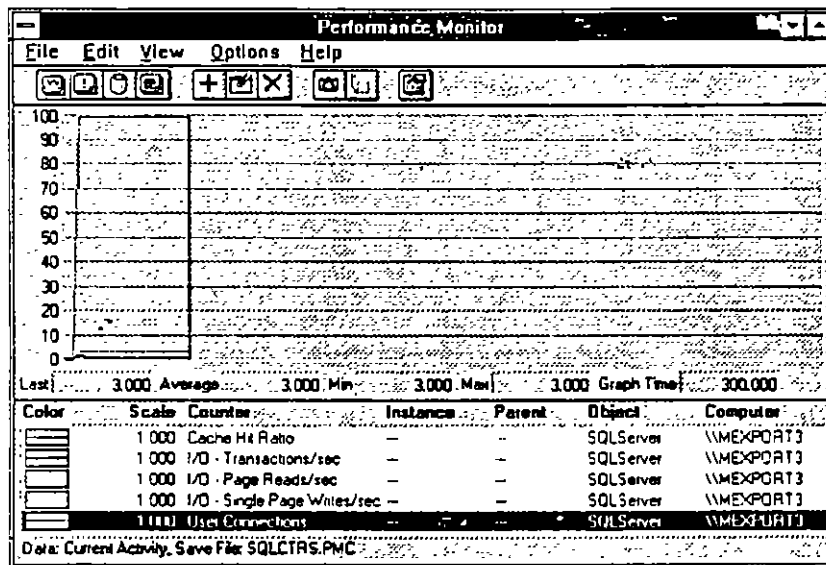 Performance Monitor
File Edit View Options Help
100
90
80
70
60
50
40
30
20
10
0
Last 3.000 Average 3.000 Min 3.000 Max 3.000 Graph Time 300.000
Color Scale Counter Instance Parent Object Computer
1.000 Cache Hit Ratio -- -- SQLServer \\MEXPORT3
1.000 I/O - Transactions/sec -- -- SQLServer \\MEXPORT3
1.000 I/O - Page Reads/sec -- -- SQLServer \\MEXPORT3
1.000 I/O - Single Page Writes/sec -- -- SQLServer \\MEXPORT3
1.000 User Connections -- -- SQLServer \\MEXPORT3
Data: Current Activity, Save File: SQLCTRS.PMC